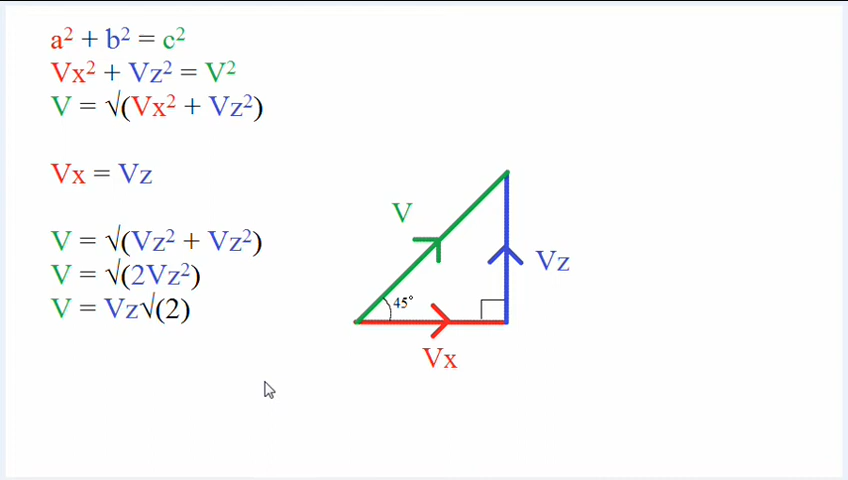 a² + b² = c²
Vx² + Vz² = V²
V = √(Vx² + Vz²)
Vx = Vz
V = √(Vz² + Vz²)
V = √(2Vz²)
V = Vz√(2)
V
Vz
45°
Vx